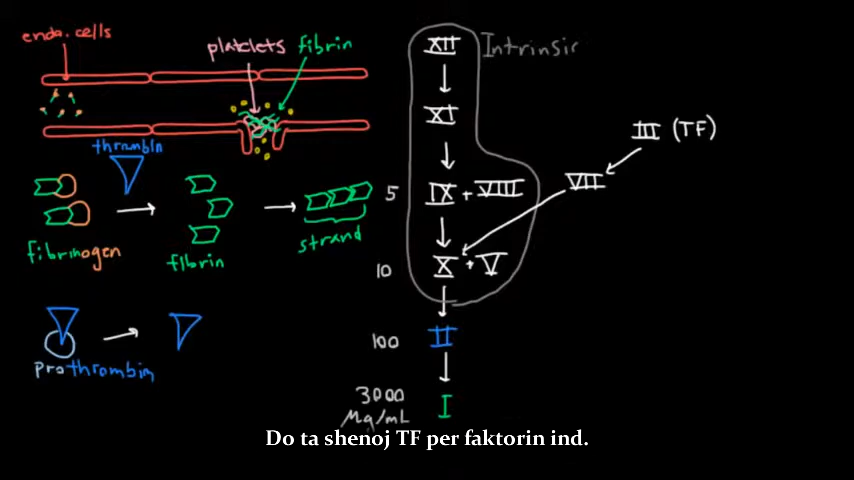 endo.cells
platelets fibrin
thrombin
fibrinogen
fibrin
strand
prothrombin
XII Intrinsic
XI
III (TF)
VII
5 IX + VIII
10 X + V
100 II
3000
Mg/mL
I
Do ta shenoj TF per faktorin ind.